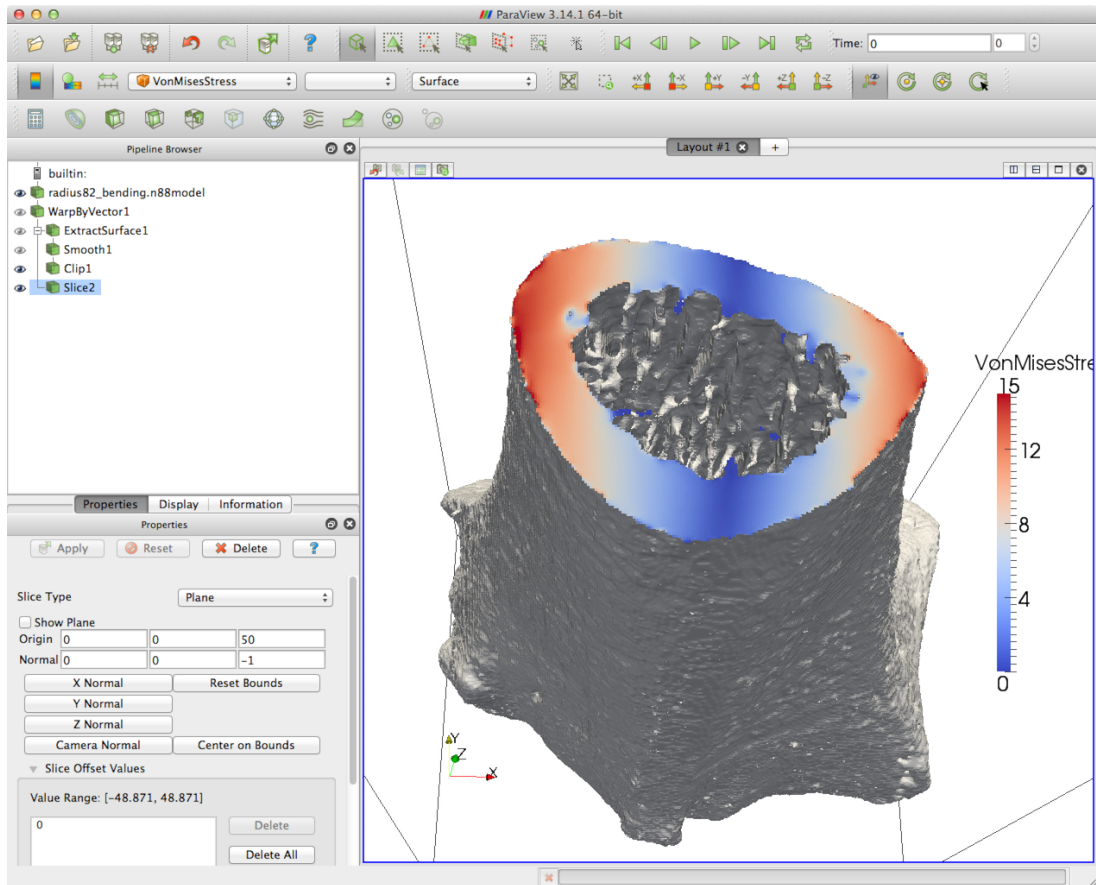 ParaView 3.14.1 64-bit
Time: 0 0
VonMisesStress Surface
+X -X +Y -Y +Z -Z
Pipeline Browser
Layout #1
builtin:
radius82_bending.n88model
WarpByVector1
ExtractSurface1
Smooth1
Clip1
Slice2
Properties Display Information
Properties
Apply Reset Delete ?
Slice Type Plane
Show Plane
Origin 0 0 50
Normal 0 0 -1
X Normal Reset Bounds
Y Normal
Z Normal
Camera Normal Center on Bounds
Slice Offset Values
Value Range: [-48.871, 48.871]
0
Delete
Delete All
VonMisesStre
15
12
8
4
0
Y
Z
X